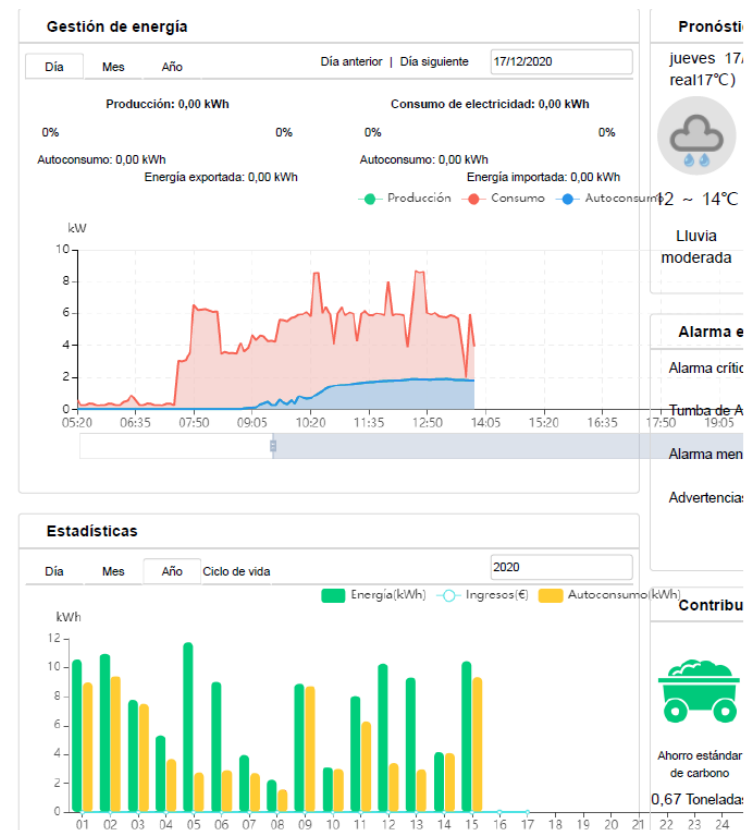 Gestión de energía
Día Mes Año Día anterior | Día siguiente 17/12/2020
Producción: 0,00 kWh Consumo de electricidad: 0,00 kWh
0% 0% 0% 0%
Autoconsumo: 0,00 kWh Autoconsumo: 0,00 kWh
Energía exportada: 0,00 kWh Energía importada: 0,00 kWh
Producción Consumo Autoconsumo
kW
10
8
6
4
2
0
05:20 06:35 07:50 09:05 10:20 11:35 12:50 14:05 15:20 16:35 17:50 19:05
Pronósti
jueves 17/
real17°C)
12 ~ 14°C
Lluvia
moderada
Alarma e
Alarma crític
Tumba de A
Alarma men
Advertencias
Estadísticas
Día Mes Año Ciclo de vida 2020
Energía(kWh) Ingresos(€) Autoconsumo(kWh)
kWh
12
10
8
6
4
2
0
01 02 03 04 05 06 07 08 09 10 11 12 13 14 15 16 17 18 19 20 21 22 23 24
Contribu
Ahorro estándar
de carbono
0,67 Toneladas